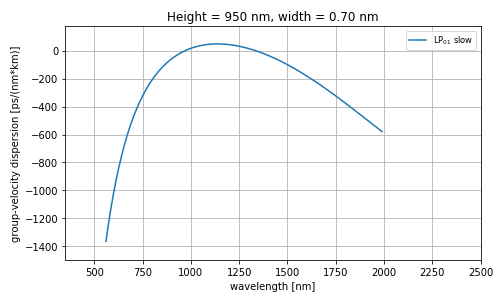 Height = 950 nm, width = 0.70 nm
LP₀₁ slow
group-velocity dispersion [ps/(nm*km)]
0
−200
−400
−600
−800
−1000
−1200
−1400
500 750 1000 1250 1500 1750 2000 2250 2500
wavelength [nm]